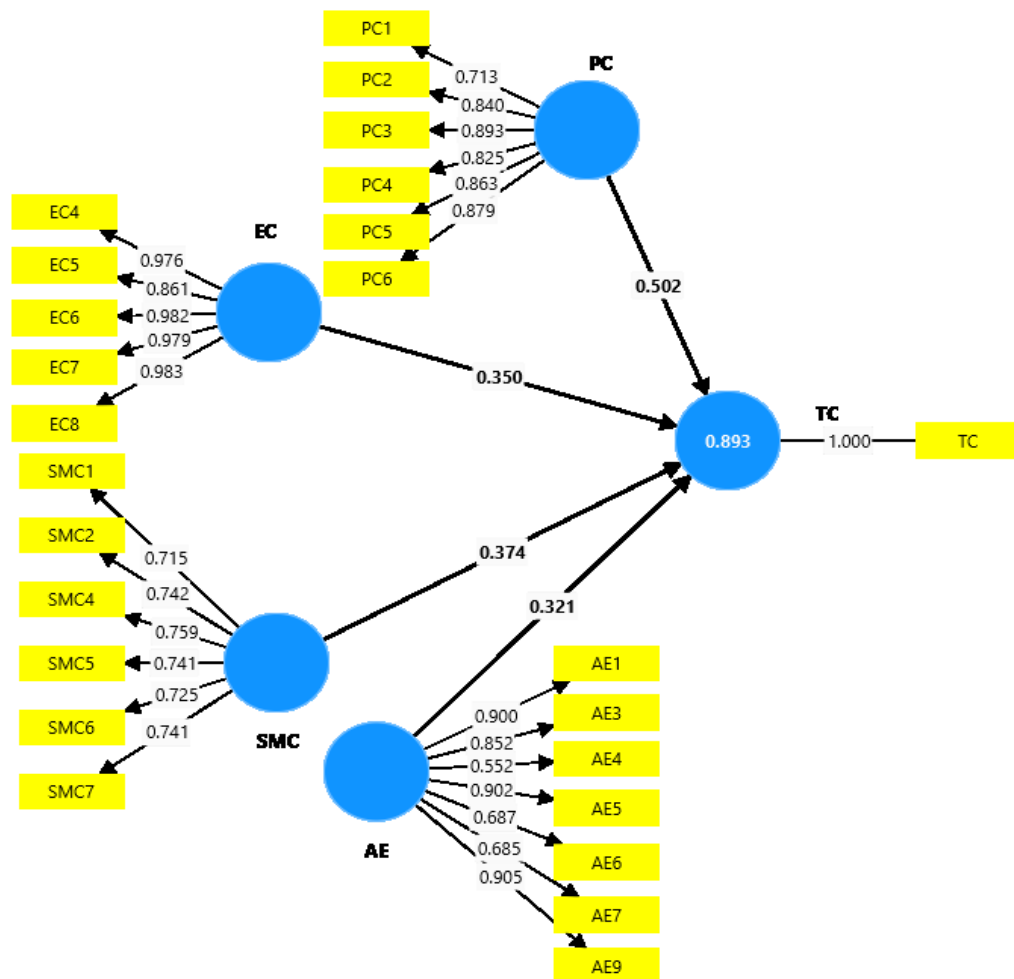 PC1
PC2
PC3
PC4
PC5
PC6
0.713
0.840
0.893
0.825
0.863
0.879
PC
EC4
EC5
EC6
EC7
EC8
0.976
0.861
0.982
0.979
0.983
EC
0.502
0.350
TC
0.893
1.000
TC
SMC1
SMC2
SMC4
SMC5
SMC6
SMC7
0.715
0.742
0.759
0.741
0.725
0.741
SMC
0.374
0.321
AE
0.900
0.852
0.552
0.902
0.687
0.685
0.905
AE1
AE3
AE4
AE5
AE6
AE7
AE9